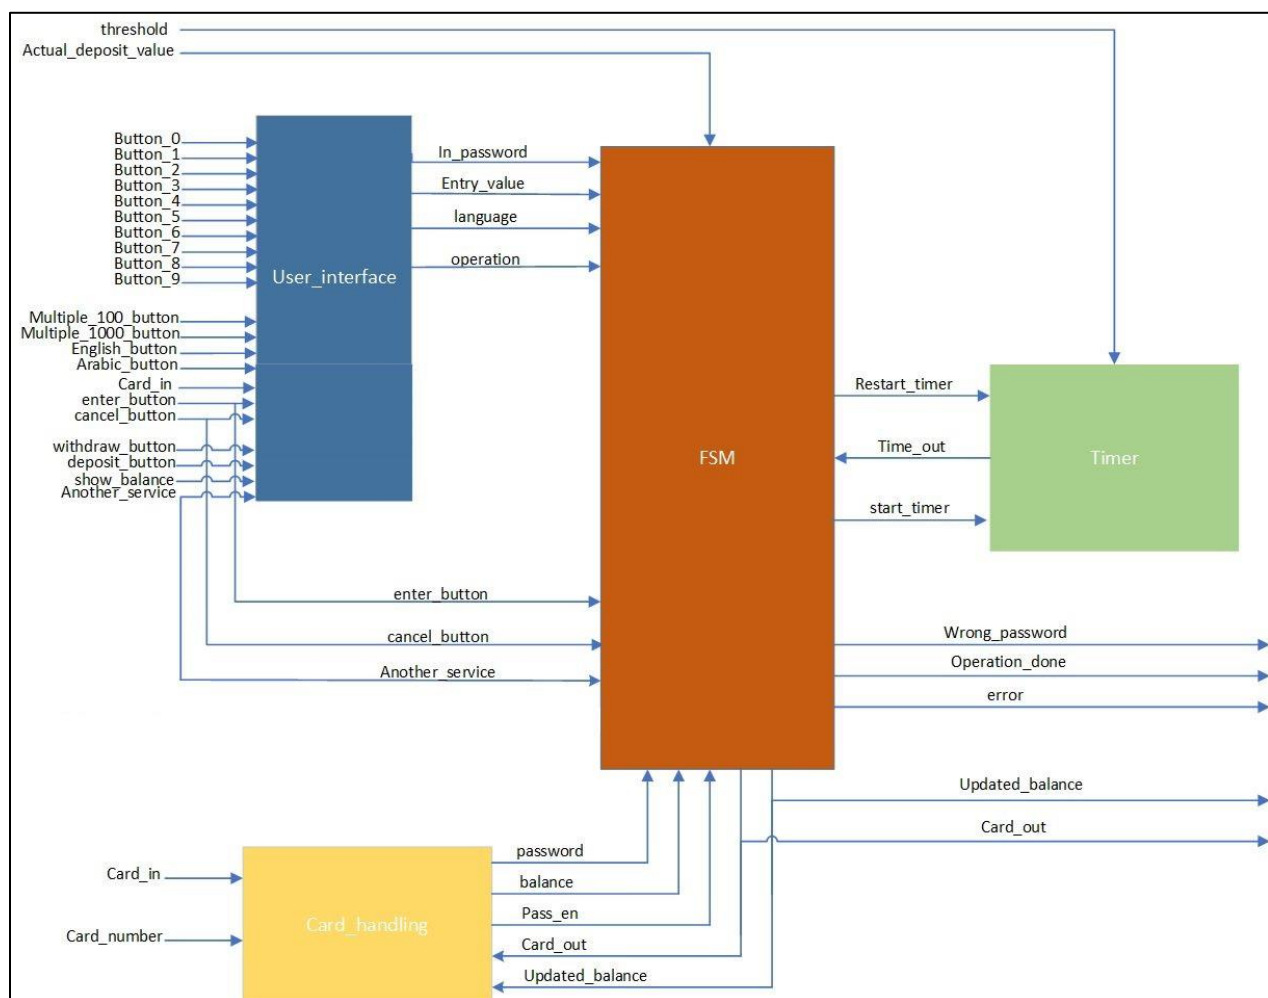 threshold
Actual_deposit_value
Button_0
Button_1
Button_2
Button_3
Button_4
Button_5
Button_6
Button_7
Button_8
Button_9
Multiple_100_button
Multiple_1000_button
English_button
Arabic_button
Card_in
enter_button
cancel_button
withdraw_button
deposit_button
show_balance
Another_service
User_interface
In_password
Entry_value
language
operation
enter_button
cancel_button
Another_service
FSM
Restart_timer
Time_out
start_timer
Timer
Wrong_password
Operation_done
error
Updated_balance
Card_out
Card_in
Card_number
Card_handling
password
balance
Pass_en
Card_out
Updated_balance